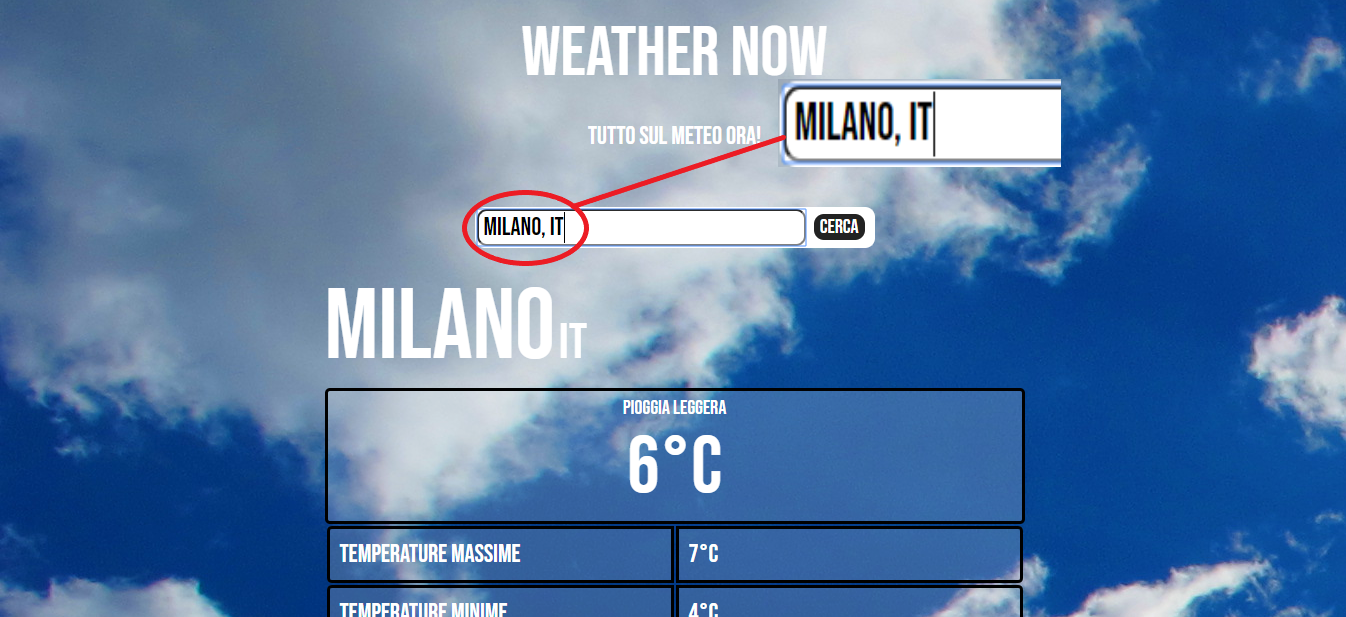 WEATHER NOW
TUTTO SUL METEO ORA!
MILANO, IT
MILANO, IT
CERCA
MILANO IT
PIOGGIA LEGGERA
6°C
TEMPERATURE MASSIME
7°C
TEMPERATURE MINIME
4°C